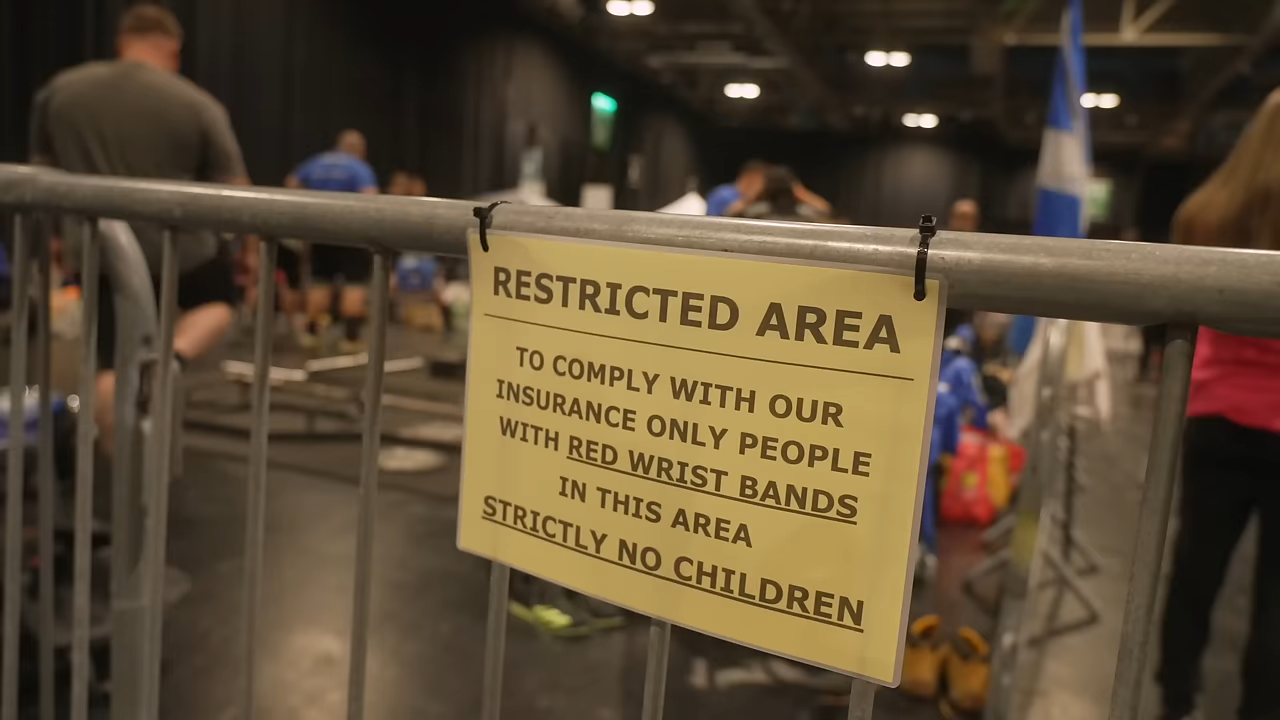 RESTRICTED AREA
TO COMPLY WITH OUR
INSURANCE ONLY PEOPLE
WITH RED WRIST BANDS
IN THIS AREA
STRICTLY NO CHILDREN